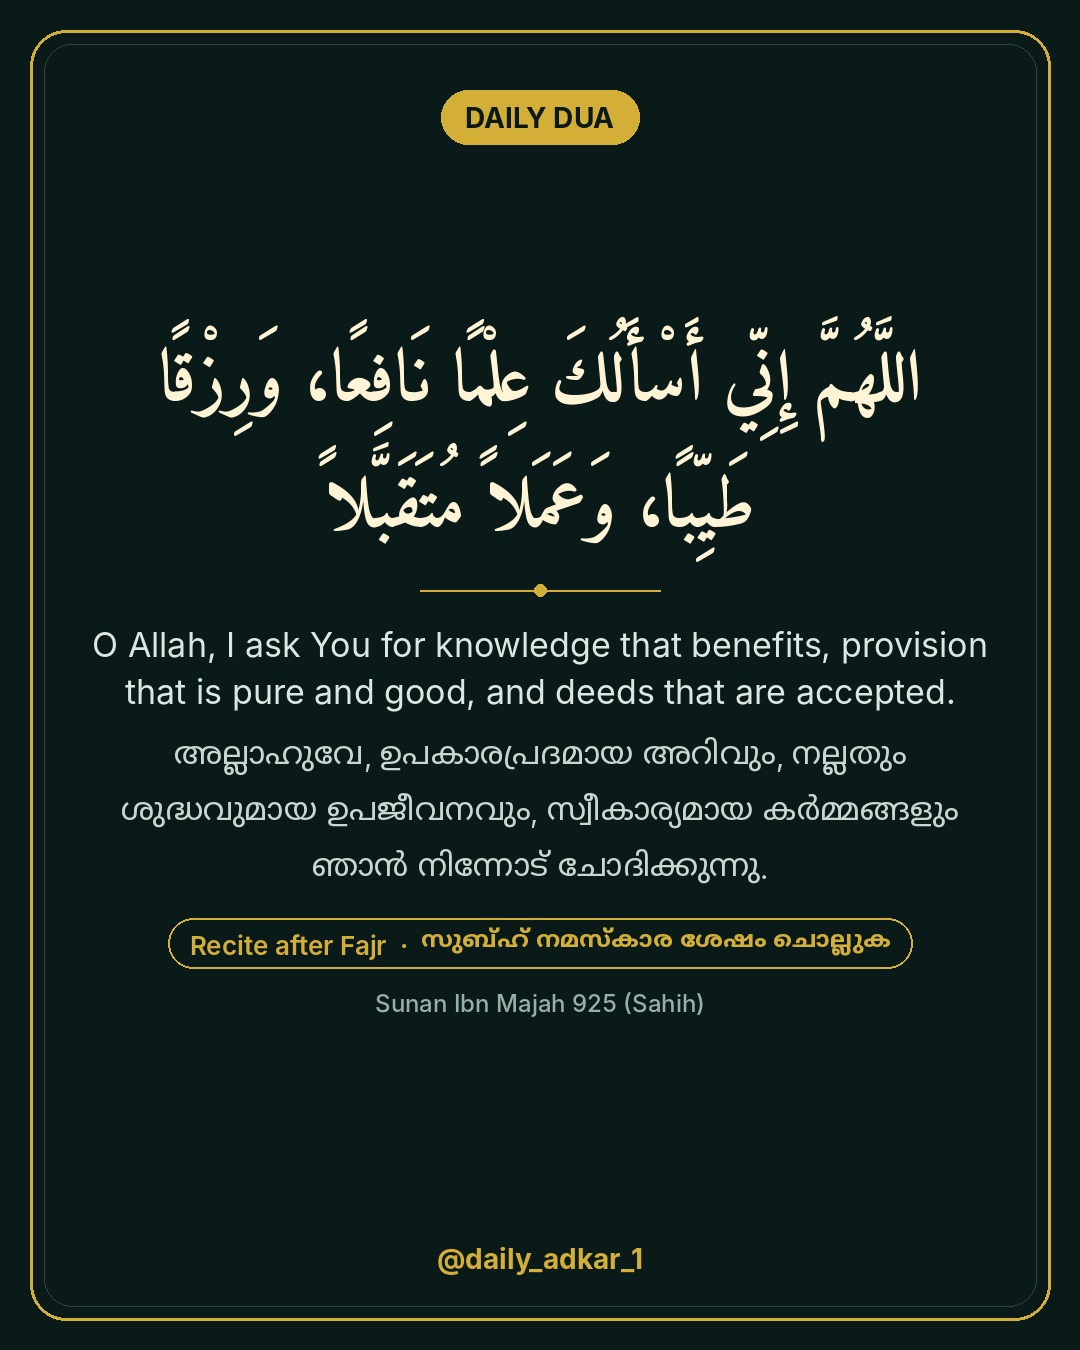 DAILY DUA
اللَّهُمَّ إِنِّي أَسْأَلُكَ عِلْمًا نَافِعًا، وَرِزْقًا
طَيِّبًا، وَعَمَلاً مُتَقَبَّلاً
O Allah, I ask You for knowledge that benefits, provision
that is pure and good, and deeds that are accepted.
അല്ലാഹുവേ, ഉപകാരപ്രദമായ അറിവും, നല്ലതും
ശുദ്ധവുമായ ഉപജീവനവും, സ്വീകാര്യമായ കർമ്മങ്ങളും
ഞാൻ നിന്നോട് ചോദിക്കുന്നു.
Recite after Fajr · സുബ്ഹ് നമസ്കാര ശേഷം ചൊല്ലുക
Sunan Ibn Majah 925 (Sahih)
@daily_adkar_1